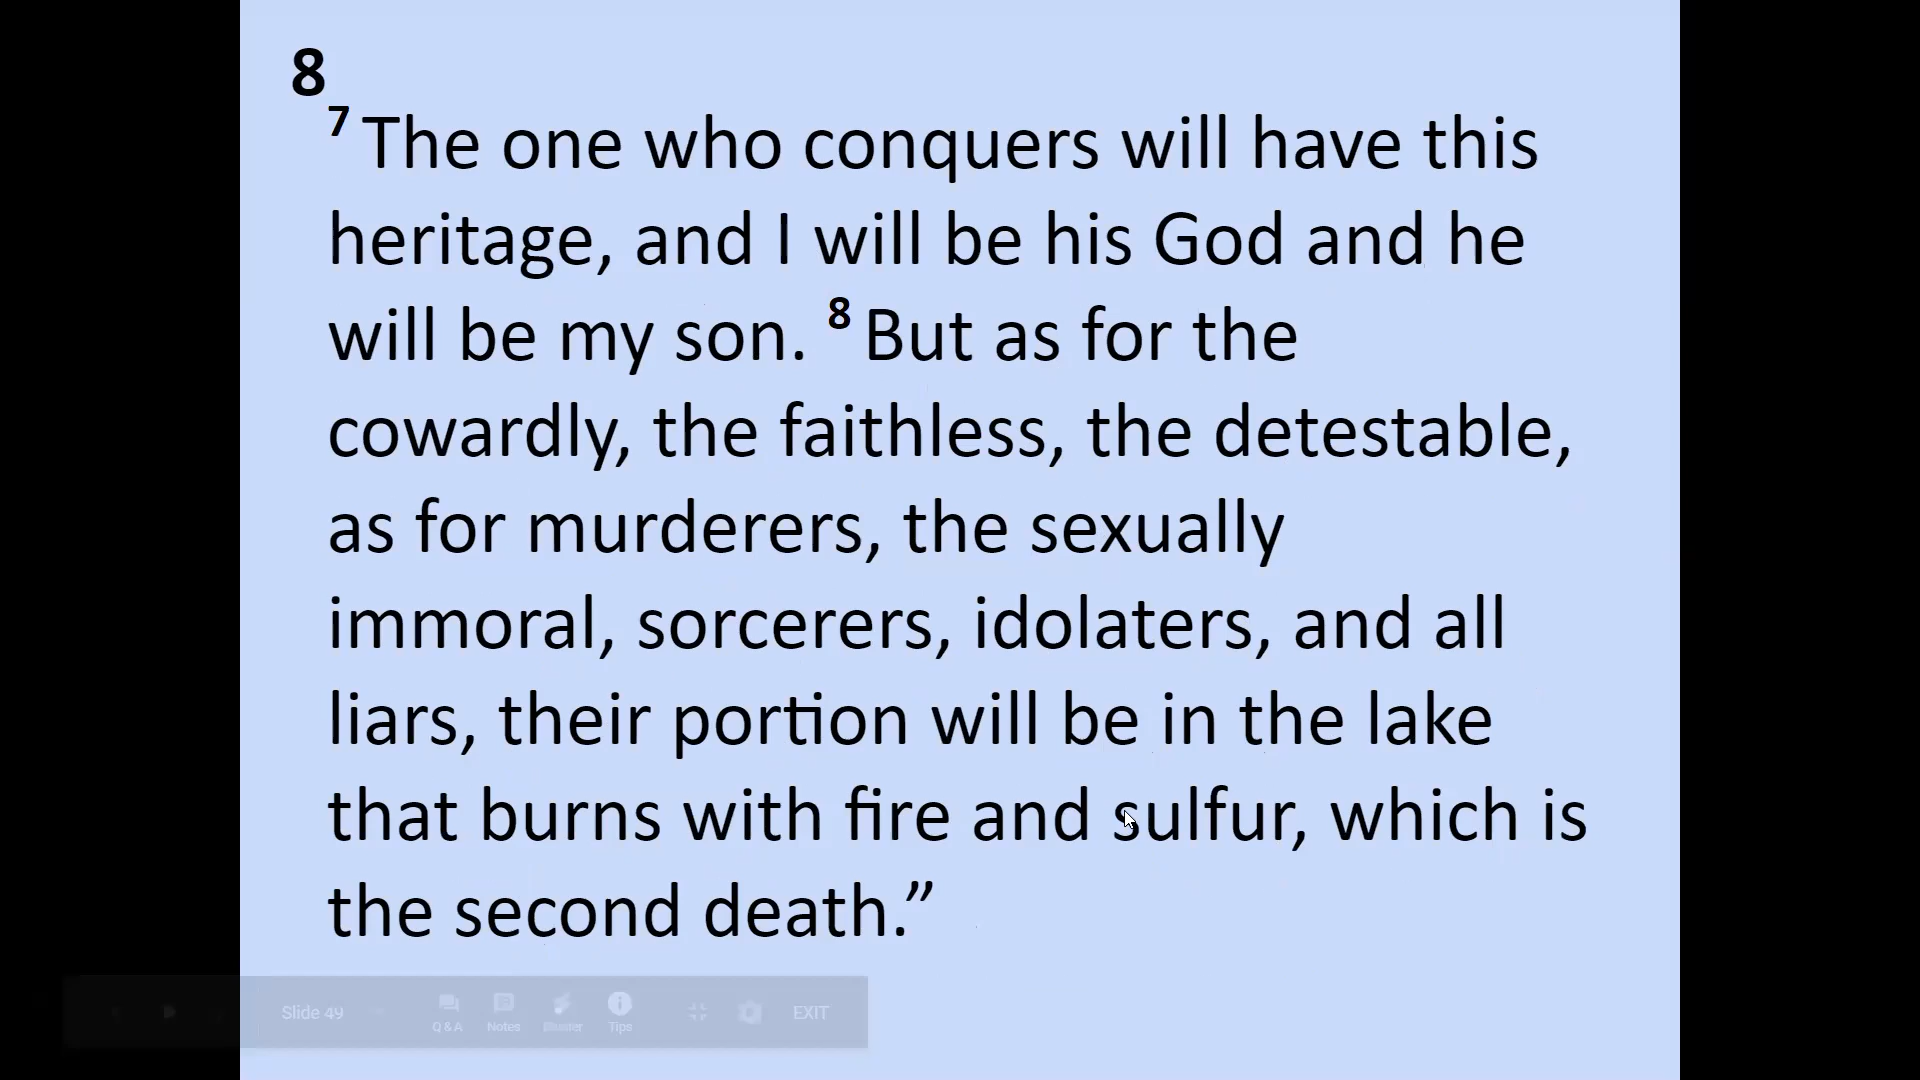 8
7 The one who conquers will have this
heritage, and I will be his God and he
will be my son. 8 But as for the
cowardly, the faithless, the detestable,
as for murderers, the sexually
immoral, sorcerers, idolaters, and all
liars, their portion will be in the lake
that burns with fire and sulfur, which is
the second death.”
Slide 49 Q & A Notes Pointer Tips EXIT